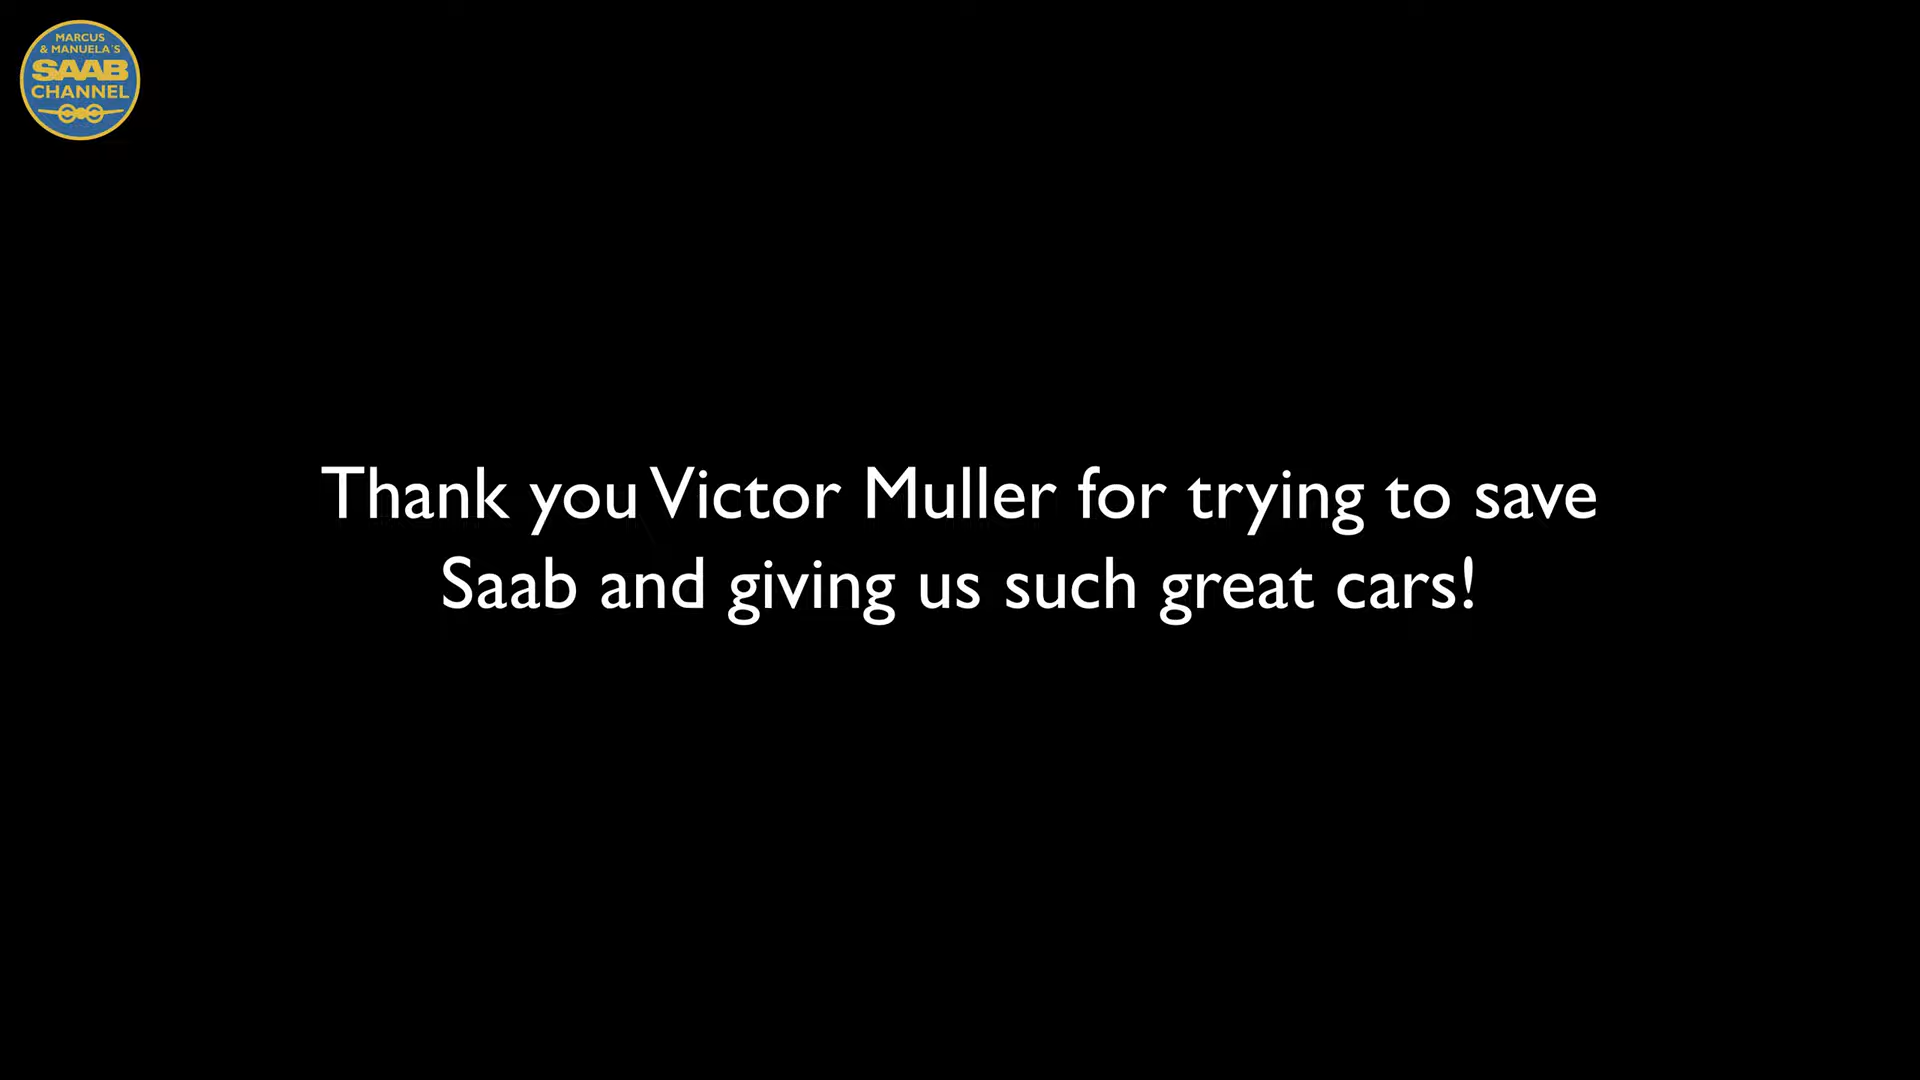 MARCUS
& MANUELA'S
SAAB
CHANNEL
Thank you Victor Muller for trying to save
Saab and giving us such great cars!